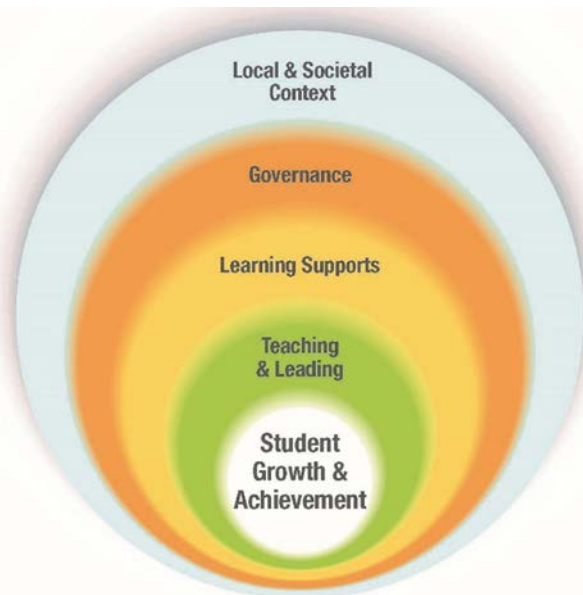 Local & Societal
Context
Governance
Learning Supports
Teaching
& Leading
Student
Growth &
Achievement